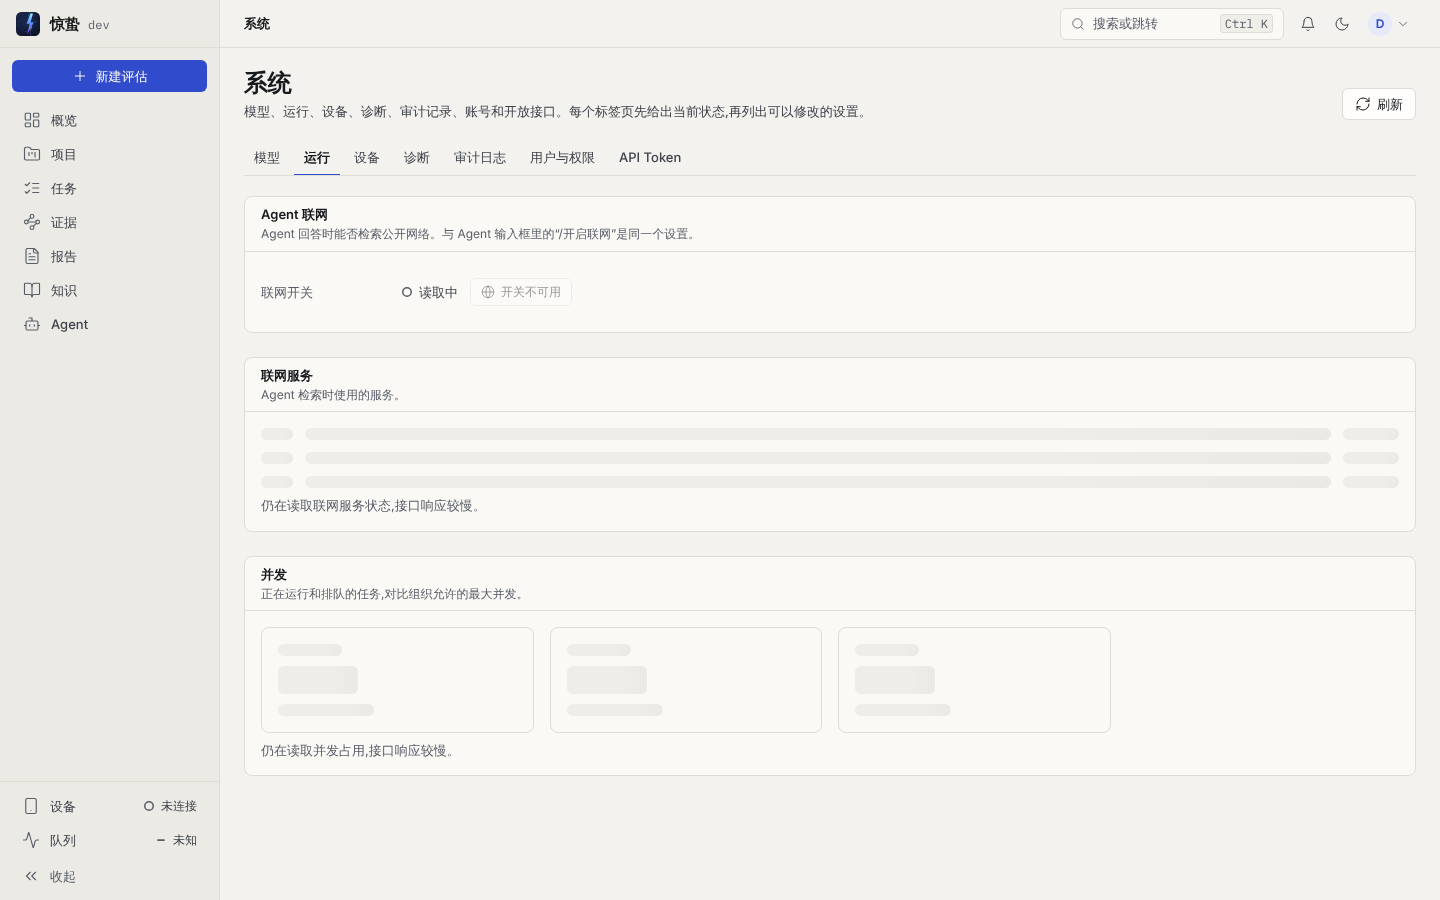 惊蛰 dev
系统
搜索或跳转 Ctrl K
D
新建评估
概览
项目
任务
证据
报告
知识
Agent
设备 未连接
队列 未知
收起
系统
模型、运行、设备、诊断、审计记录、账号和开放接口。每个标签页先给出当前状态,再列出可以修改的设置。
刷新
模型 运行 设备 诊断 审计日志 用户与权限 API Token
Agent 联网
Agent 回答时能否检索公开网络。与 Agent 输入框里的“/开启联网”是同一个设置。
联网开关 读取中 开关不可用
联网服务
Agent 检索时使用的服务。
仍在读取联网服务状态,接口响应较慢。
并发
正在运行和排队的任务,对比组织允许的最大并发。
仍在读取并发占用,接口响应较慢。